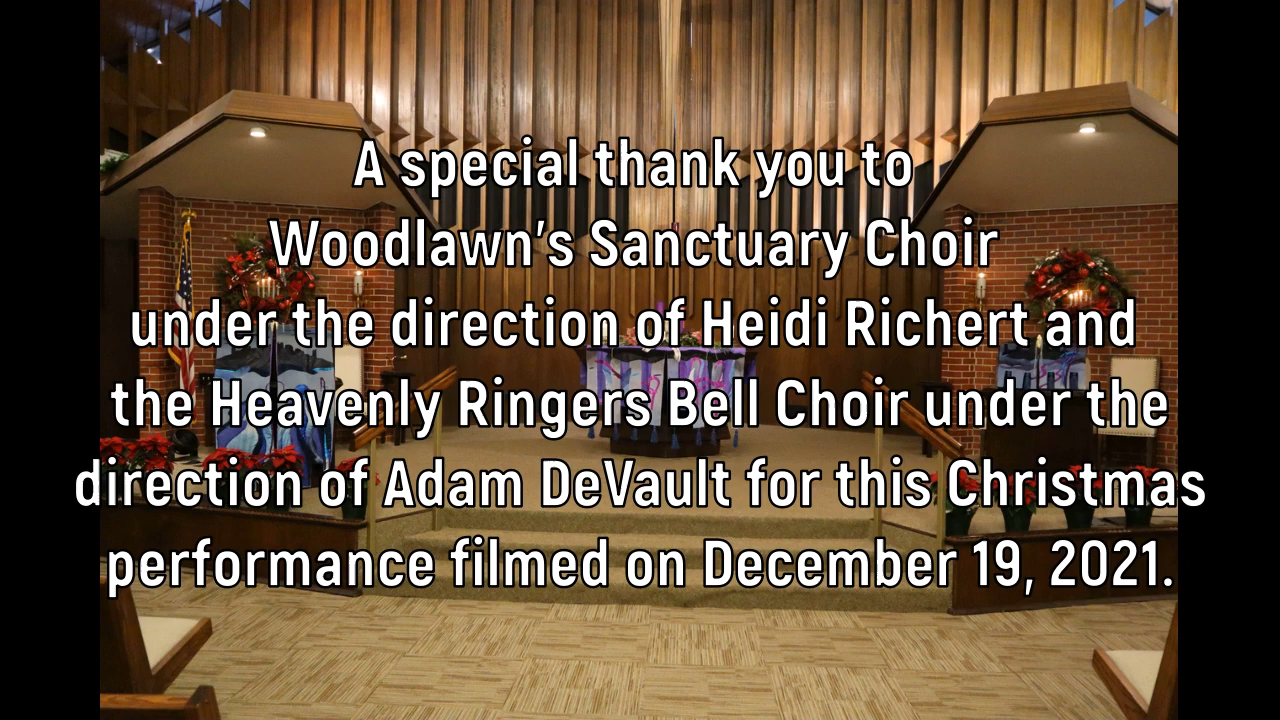 A special thank you to
Woodlawn's Sanctuary Choir
under the direction of Heidi Richert and
the Heavenly Ringers Bell Choir under the
direction of Adam DeVault for this Christmas
performance filmed on December 19, 2021.